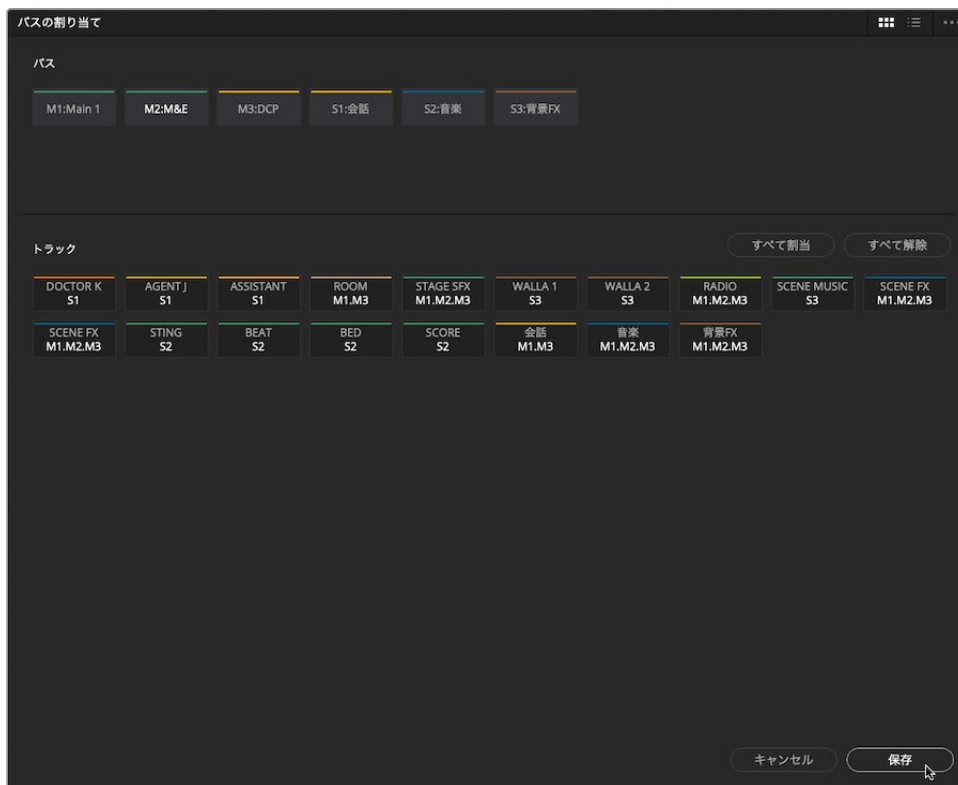 バスの割り当て
バス
M1:Main 1 M2:M&E M3:DCP S1:会話 S2:音楽 S3:背景FX
トラック すべて割当 すべて解除
DOCTOR K AGENT J ASSISTANT ROOM STAGE SFX WALLA 1 WALLA 2 RADIO SCENE MUSIC SCENE FX
S1 S1 S1 M1.M3 M1.M2.M3 S3 S3 M1.M2.M3 S3 M1.M2.M3
SCENE FX STING BEAT BED SCORE 会話 音楽 背景FX
M1.M2.M3 S2 S2 S2 S2 M1.M3 M1.M2.M3 M1.M2.M3
キャンセル 保存